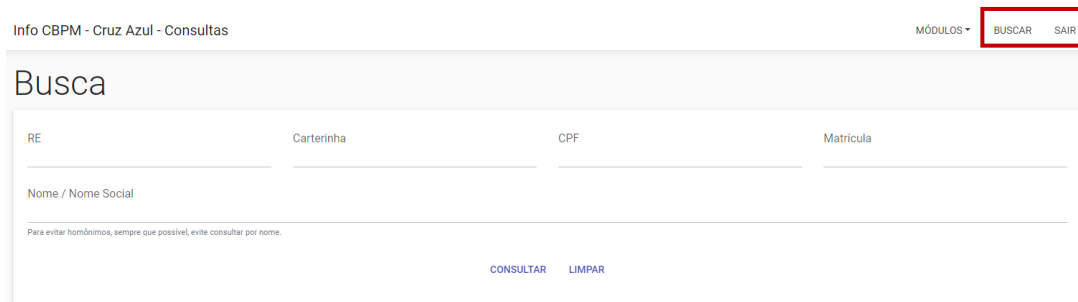 Info CBPM - Cruz Azul - Consultas MÓDULOS BUSCAR SAIR
Busca
RE Carterinha CPF Matrícula
Nome / Nome Social
Para evitar homônimos, sempre que possível, evite consultar por nome.
CONSULTAR LIMPAR